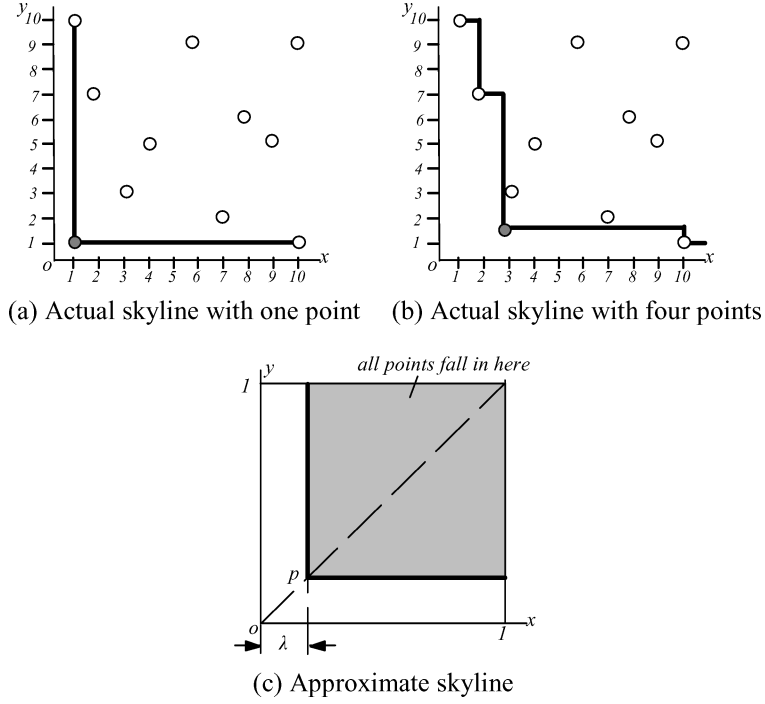 y
10
9
8
7
6
5
4
3
2
1
o
1 2 3 4 5 6 7 8 9 10
x
(a) Actual skyline with one point
y
10
9
8
7
6
5
4
3
2
1
o
1 2 3 4 5 6 7 8 9 10
x
(b) Actual skyline with four points
all points fall in here
y
1
p
o
λ
1
x
(c) Approximate skyline